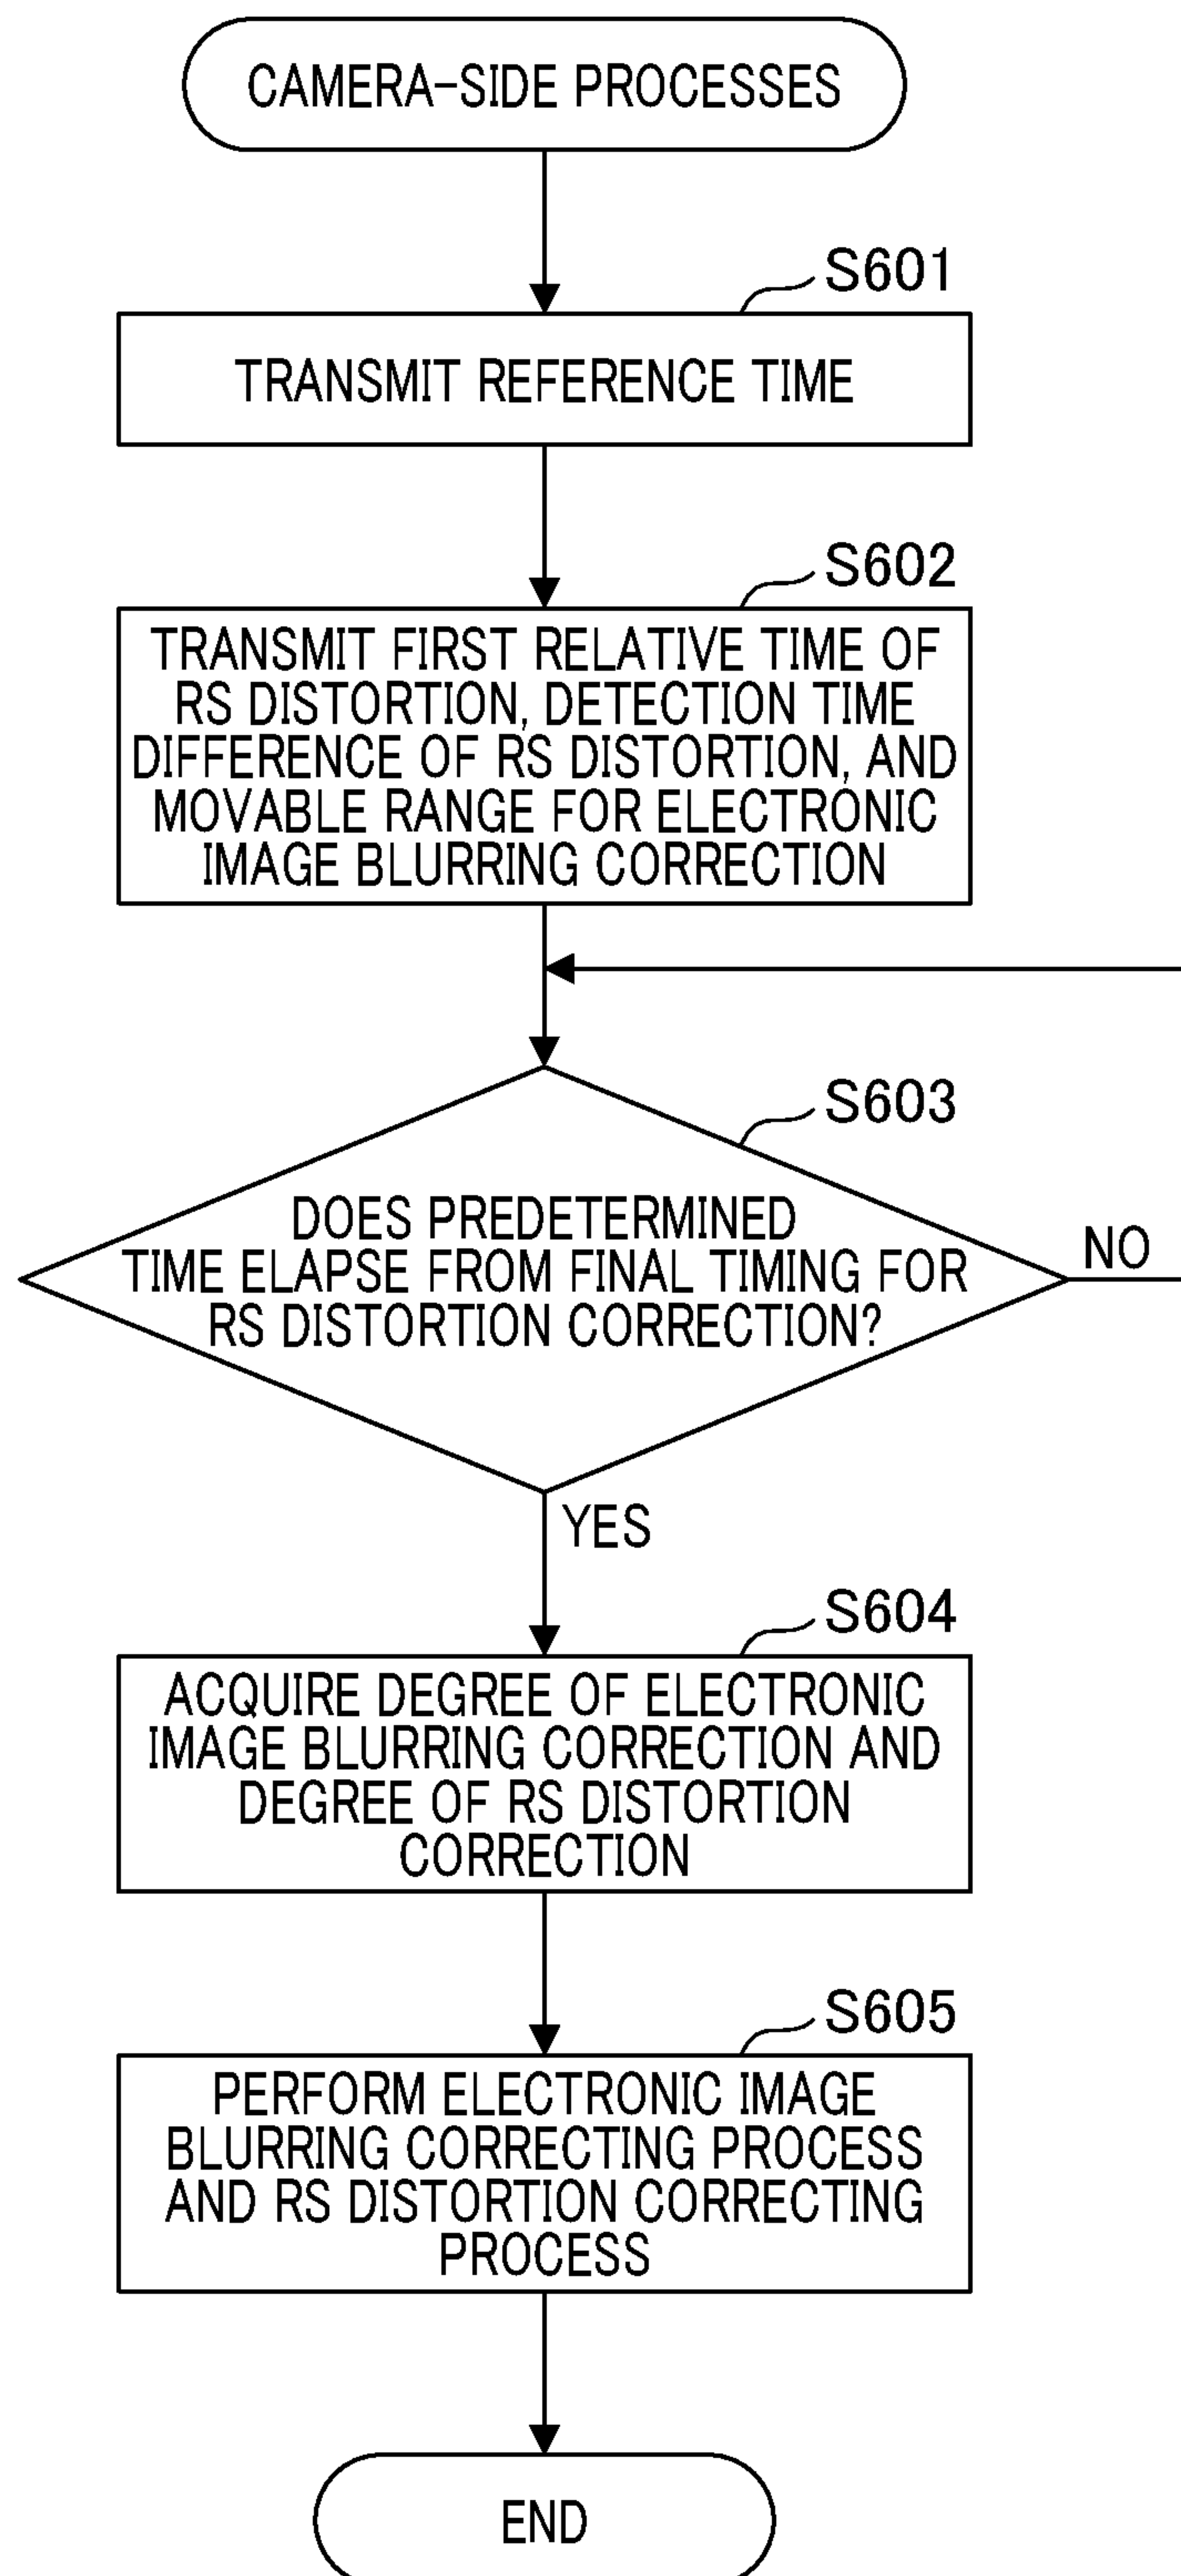 CAMERA-SIDE PROCESSES
S601
TRANSMIT REFERENCE TIME
S602
TRANSMIT FIRST RELATIVE TIME OF
RS DISTORTION, DETECTION TIME
DIFFERENCE OF RS DISTORTION, AND
MOVABLE RANGE FOR ELECTRONIC
IMAGE BLURRING CORRECTION
S603
DOES PREDETERMINED
TIME ELAPSE FROM FINAL TIMING FOR
RS DISTORTION CORRECTION?
NO
YES
S604
ACQUIRE DEGREE OF ELECTRONIC
IMAGE BLURRING CORRECTION AND
DEGREE OF RS DISTORTION
CORRECTION
S605
PERFORM ELECTRONIC IMAGE
BLURRING CORRECTING PROCESS
AND RS DISTORTION CORRECTING
PROCESS
END